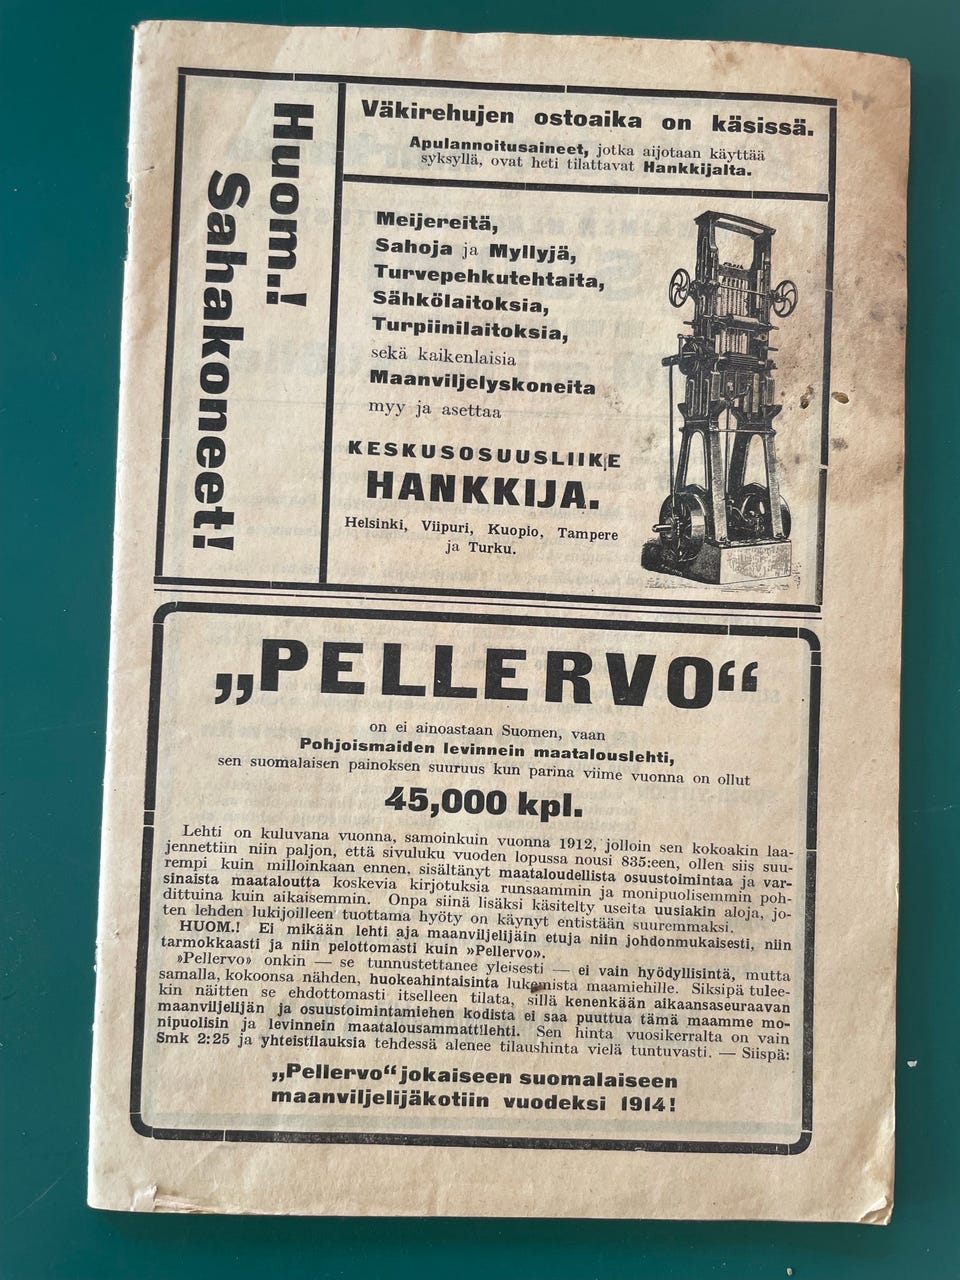 Huom.!
Sahakoneet!
Väkirehujen ostoaika on käsissä.
Apulannoitusaineet, jotka aijotaan käyttää
syksyllä, ovat heti tilattavat Hankkijalta.
Meijereitä,
Sahoja ja Myllyjä,
Turvepehkutehtaita,
Sähkölaitoksia,
Turpiinilaitoksia,
sekä kaikenlaisia
Maanviljelyskoneita
myy ja asettaa
KESKUSOSUUSLIIKE
HANKKIJA.
Helsinki, Viipuri, Kuopio, Tampere
ja Turku.
„PELLERVO“
on ei ainoastaan Suomen, vaan
Pohjoismaiden levinnein maatalouslehti,
sen suomalaisen painoksen suuruus kun parina viime vuonna on ollut
45,000 kpl.
Lehti on kuluvana vuonna, samoinkuin vuonna 1912, jolloin sen kokoakin laa-
jennettiin niin paljon, että sivuluku vuoden lopussa nousi 835:een, ollen siis suu-
rempi kuin milloinkaan ennen, sisältänyt maataloudellista osuustoimintaa ja var-
sinaista maataloutta koskevia kirjotuksia runsaammin ja monipuolisemmin poh-
dittuina kuin aikaisemmin. Onpa siinä lisäksi käsitelty useita uusiakin aloja, jo-
ten lehden lukijoilleen tuottama hyöty on käynyt entistään suuremmaksi.
HUOM.! Ei mikään lehti aja maanviljelijäin etuja niin johdonmukaisesti, niin
tarmokkaasti ja niin pelottomasti kuin »Pellervo».
»Pellervo» onkin — se tunnustettanee yleisesti — ei vain hyödyllisintä, mutta
samalla, kokoonsa nähden, huokeahintaisinta lukemista maamiehille. Siksipä tulee-
kin näitten se ehdottomasti itselleen tilata, sillä kenenkään aikaansaseuraavan
maanviljelijän ja osuustoimintamiehen kodista ei saa puuttua tämä maamme mo-
nipuolisin ja levinnein maatalousammattilehti. Sen hinta vuosikerralta on vain
Smk 2:25 ja yhteistilauksia tehdessä alenee tilaushinta vielä tuntuvasti. — Siispä:
„Pellervo“ jokaiseen suomalaiseen
maanviljelijäkotiin vuodeksi 1914!